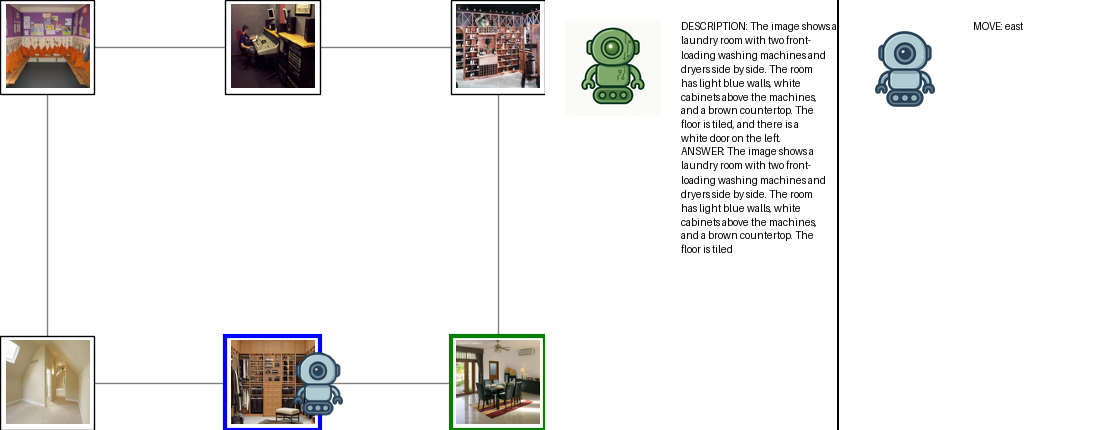 DESCRIPTION: The image shows a
laundry room with two front-
loading washing machines and
dryers side by side. The room
has light blue walls, white
cabinets above the machines,
and a brown countertop. The
floor is tiled, and there is a
white door on the left.
ANSWER: The image shows a
laundry room with two front-
loading washing machines and
dryers side by side. The room
has light blue walls, white
cabinets above the machines,
and a brown countertop. The
floor is tiled
MOVE: east